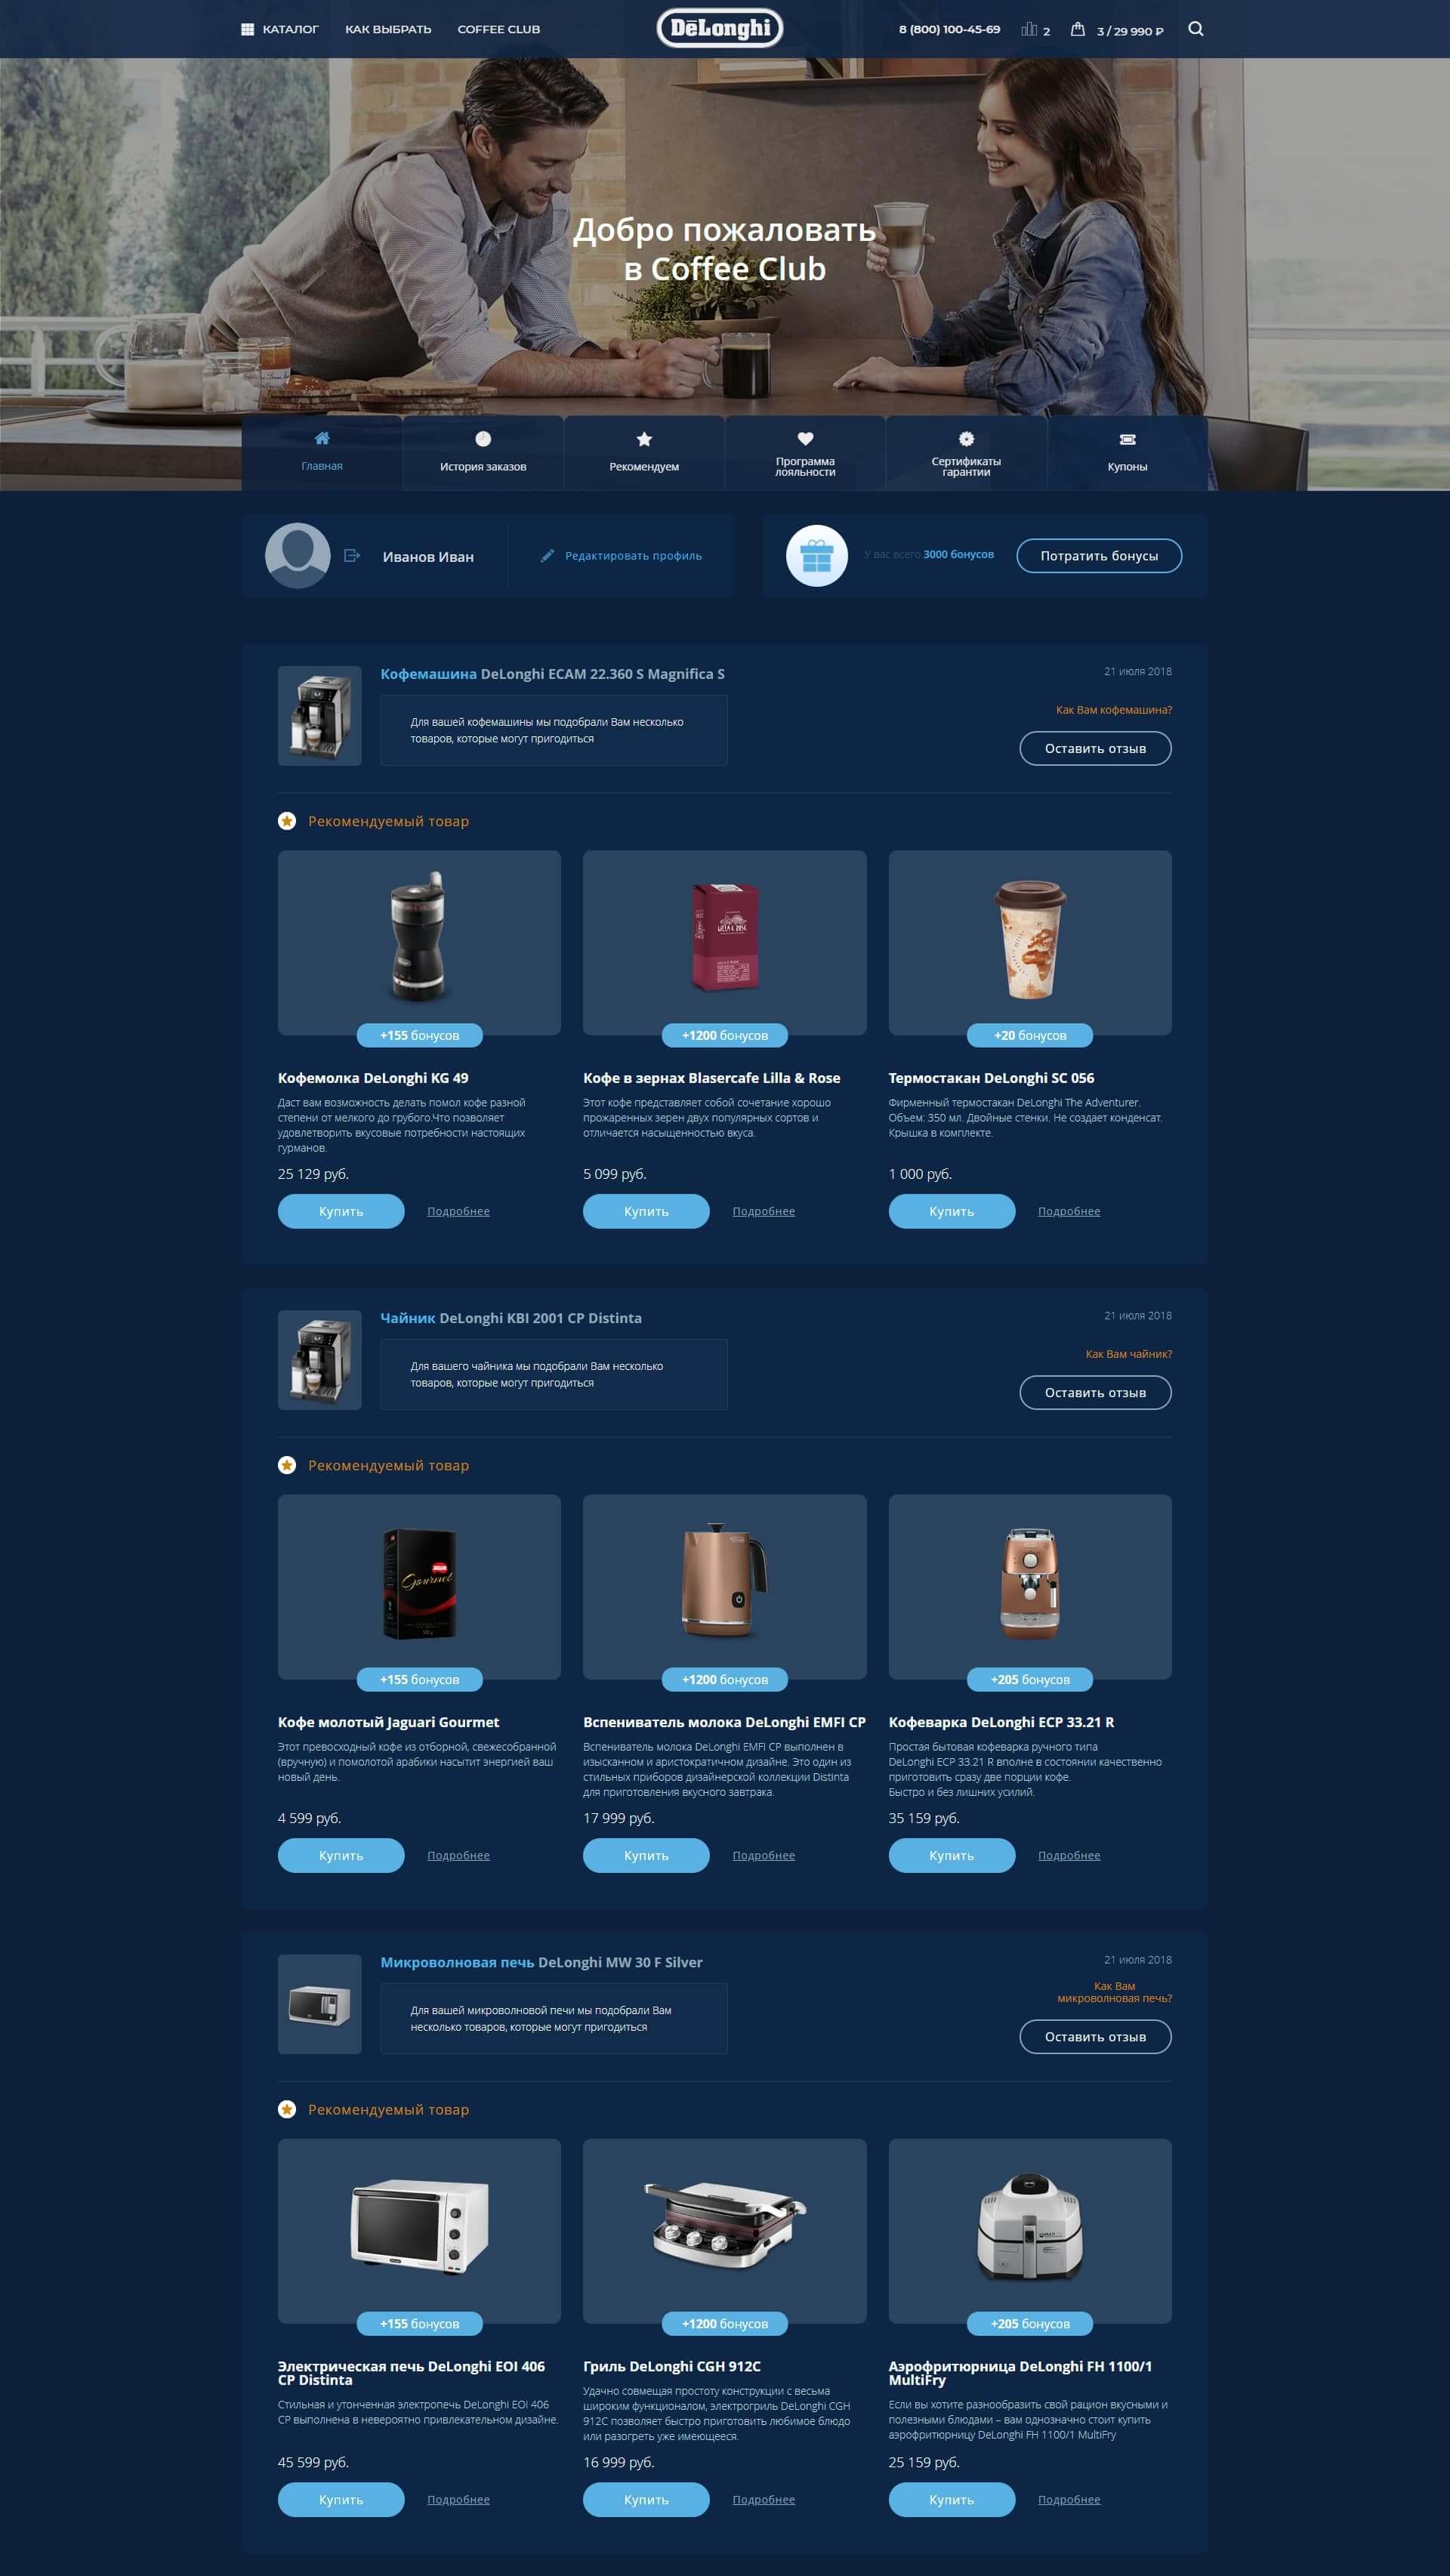 КАТАЛОГ КАК ВЫБРАТЬ COFFEE CLUB DeLonghi 8 (800) 100-45-69 2 3 / 29 990 ₽
Добро пожаловать
в Coffee Club
Главная
История заказов
Рекомендуем
Программа
лояльности
Сертификаты
гарантии
Купоны
Иванов Иван
Редактировать профиль
У вас всего 3000 бонусов
Потратить бонусы
Кофемашина DeLonghi ECAM 22.360 S Magnifica S
21 июля 2018
Для вашей кофемашины мы подобрали Вам несколько
товаров, которые могут пригодиться
Как Вам кофемашина?
Оставить отзыв
Рекомендуемый товар
LILLA E ROSE
+155 бонусов
+1200 бонусов
+20 бонусов
Кофемолка DeLonghi KG 49
Даст вам возможность делать помол кофе разной
степени от мелкого до грубого.Что позволяет
удовлетворить вкусовые потребности настоящих
гурманов.
25 129 руб.
Купить Подробнее
Кофе в зернах Blasercafe Lilla & Rose
Этот кофе представляет собой сочетание хорошо
прожаренных зерен двух популярных сортов и
отличается насыщенностью вкуса.
5 099 руб.
Купить Подробнее
Термостакан DeLonghi SC 056
Фирменный термостакан DeLonghi The Adventurer.
Объем: 350 мл. Двойные стенки. Не создает конденсат.
Крышка в комплекте.
1 000 руб.
Купить Подробнее
Чайник DeLonghi KBI 2001 CP Distinta
21 июля 2018
Для вашего чайника мы подобрали Вам несколько
товаров, которые могут пригодиться
Как Вам чайник?
Оставить отзыв
Рекомендуемый товар
Gourmet
+155 бонусов
+1200 бонусов
+205 бонусов
Кофе молотый Jaguari Gourmet
Этот превосходный кофе из отборной, свежесобранной
(вручную) и помолотой арабики насытит энергией ваш
новый день.
4 599 руб.
Купить Подробнее
Вспениватель молока DeLonghi EMFI CP
Вспениватель молока DeLonghi EMFI CP выполнен в
изысканном и аристократичном дизайне. Это один из
стильных приборов дизайнерской коллекции Distinta
для приготовления вкусного завтрака.
17 999 руб.
Купить Подробнее
Кофеварка DeLonghi ECP 33.21 R
Простая бытовая кофеварка ручного типа
DeLonghi ECP 33.21 R вполне в состоянии качественно
приготовить сразу две порции кофе.
Быстро и без лишних усилий.
35 159 руб.
Купить Подробнее
Микроволновая печь DeLonghi MW 30 F Silver
21 июля 2018
Для вашей микроволновой печи мы подобрали Вам
несколько товаров, которые могут пригодиться
Как Вам
микроволновая печь?
Оставить отзыв
Рекомендуемый товар
+155 бонусов
+1200 бонусов
+205 бонусов
Электрическая печь DeLonghi EOI 406
CP Distinta
Стильная и утонченная электропечь DeLonghi EOI 406
CP выполнена в невероятно привлекательном дизайне.
45 599 руб.
Купить Подробнее
Гриль DeLonghi CGH 912C
Удачно совмещая простоту конструкции с весьма
широким функционалом, электрогриль DeLonghi CGH
912C позволяет быстро приготовить любимое блюдо
или разогреть уже имеющееся.
16 999 руб.
Купить Подробнее
Аэрофритюрница DeLonghi FH 1100/1
MultiFry
Если вы хотите разнообразить свой рацион вкусными и
полезными блюдами – вам однозначно стоит купить
аэрофритюрницу DeLonghi FH 1100/1 MultiFry
25 159 руб.
Купить Подробнее